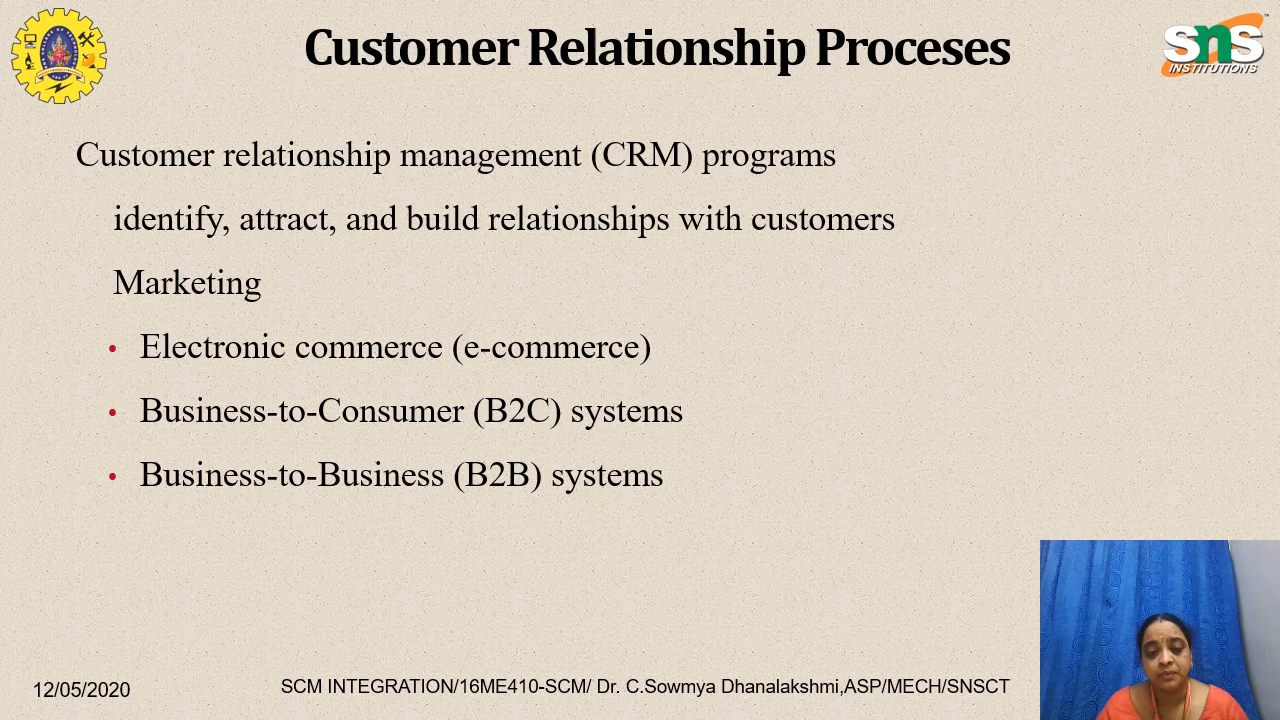 Customer Relationship Proceses
sns
INSTITUTIONS
Customer relationship management (CRM) programs
identify, attract, and build relationships with customers
Marketing
• Electronic commerce (e-commerce)
• Business-to-Consumer (B2C) systems
• Business-to-Business (B2B) systems
12/05/2020
SCM INTEGRATION/16ME410-SCM/ Dr. C.Sowmya Dhanalakshmi,ASP/MECH/SNSCT